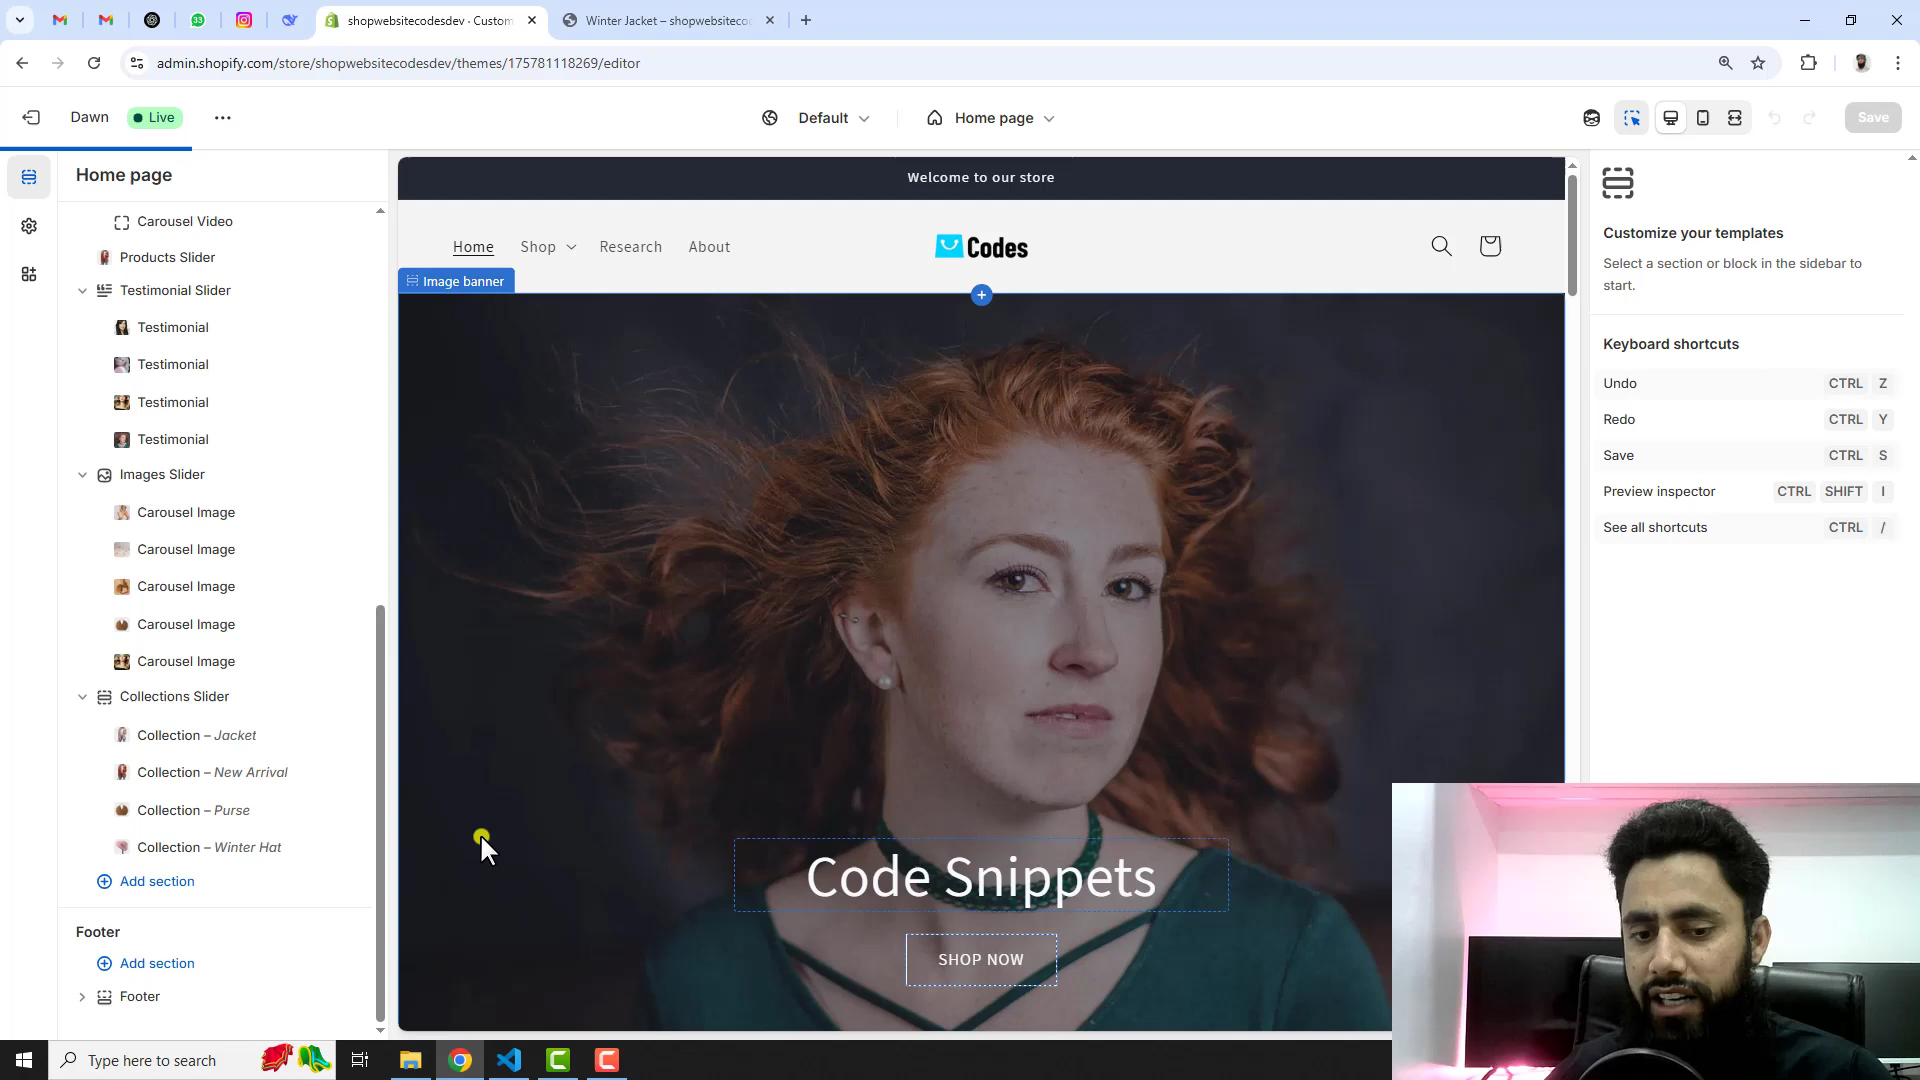 33
shopwebsitecodesdev · Custom
Winter Jacket – shopwebsiteco
admin.shopify.com/store/shopwebsitecodesdev/themes/175781118269/editor
Dawn
Live
Default
Home page
Save
Home page
Carousel Video
Products Slider
Testimonial Slider
Testimonial
Testimonial
Testimonial
Testimonial
Images Slider
Carousel Image
Carousel Image
Carousel Image
Carousel Image
Carousel Image
Collections Slider
Collection – Jacket
Collection – New Arrival
Collection – Purse
Collection – Winter Hat
Add section
Footer
Add section
Footer
Welcome to our store
Home
Shop
Research
About
Codes
Image banner
Code Snippets
SHOP NOW
Customize your templates
Select a section or block in the sidebar to
start.
Keyboard shortcuts
Undo CTRL Z
Redo CTRL Y
Save CTRL S
Preview inspector CTRL SHIFT I
See all shortcuts CTRL /
Type here to search